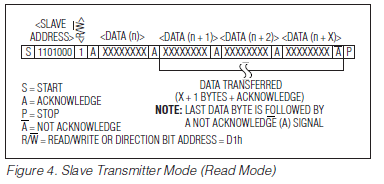 <SLAVE
ADDRESS> <R/W̅> <DATA (n)> <DATA (n + 1)> <DATA (n + 2)> <DATA (n + X)>
S 1101000 1 A XXXXXXXX A XXXXXXXX A XXXXXXXX A XXXXXXXX A̅ P
S = START
A = ACKNOWLEDGE
P = STOP
A̅ = NOT ACKNOWLEDGE
R/W̅ = READ/WRITE OR DIRECTION BIT ADDRESS = D1h
DATA TRANSFERRED
(X + 1 BYTES + ACKNOWLEDGE)
NOTE: LAST DATA BYTE IS FOLLOWED BY
A NOT ACKNOWLEDGE (A̅) SIGNAL
Figure 4. Slave Transmitter Mode (Read Mode)